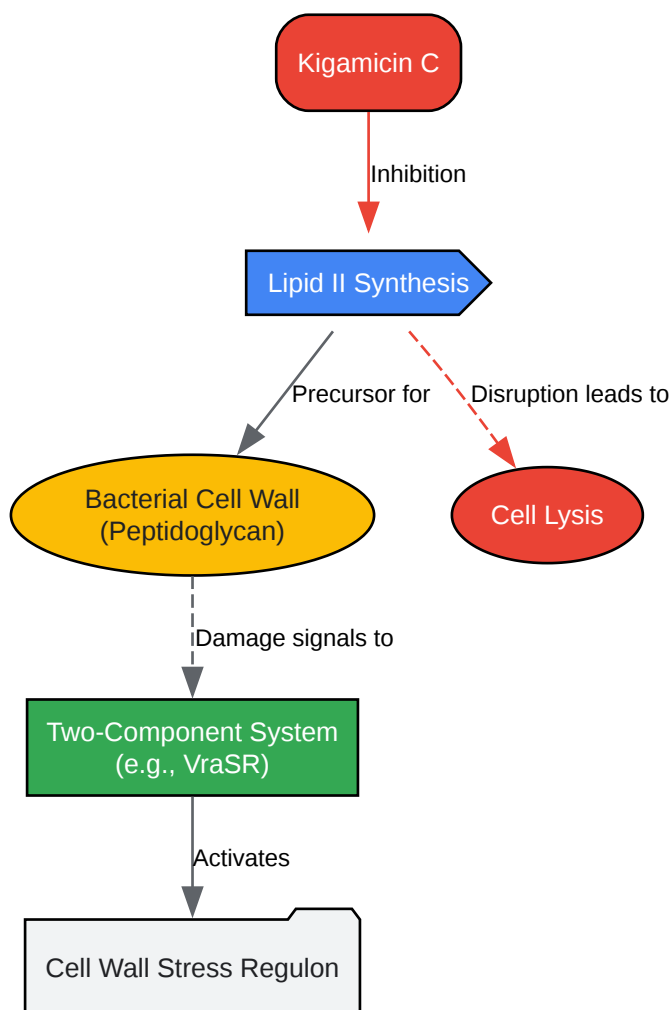 Kigamicin C
Inhibition
Lipid II Synthesis
Precursor for
Disruption leads to
Bacterial Cell Wall
(Peptidoglycan)
Cell Lysis
Damage signals to
Two-Component System
(e.g., VraSR)
Activates
Cell Wall Stress Regulon